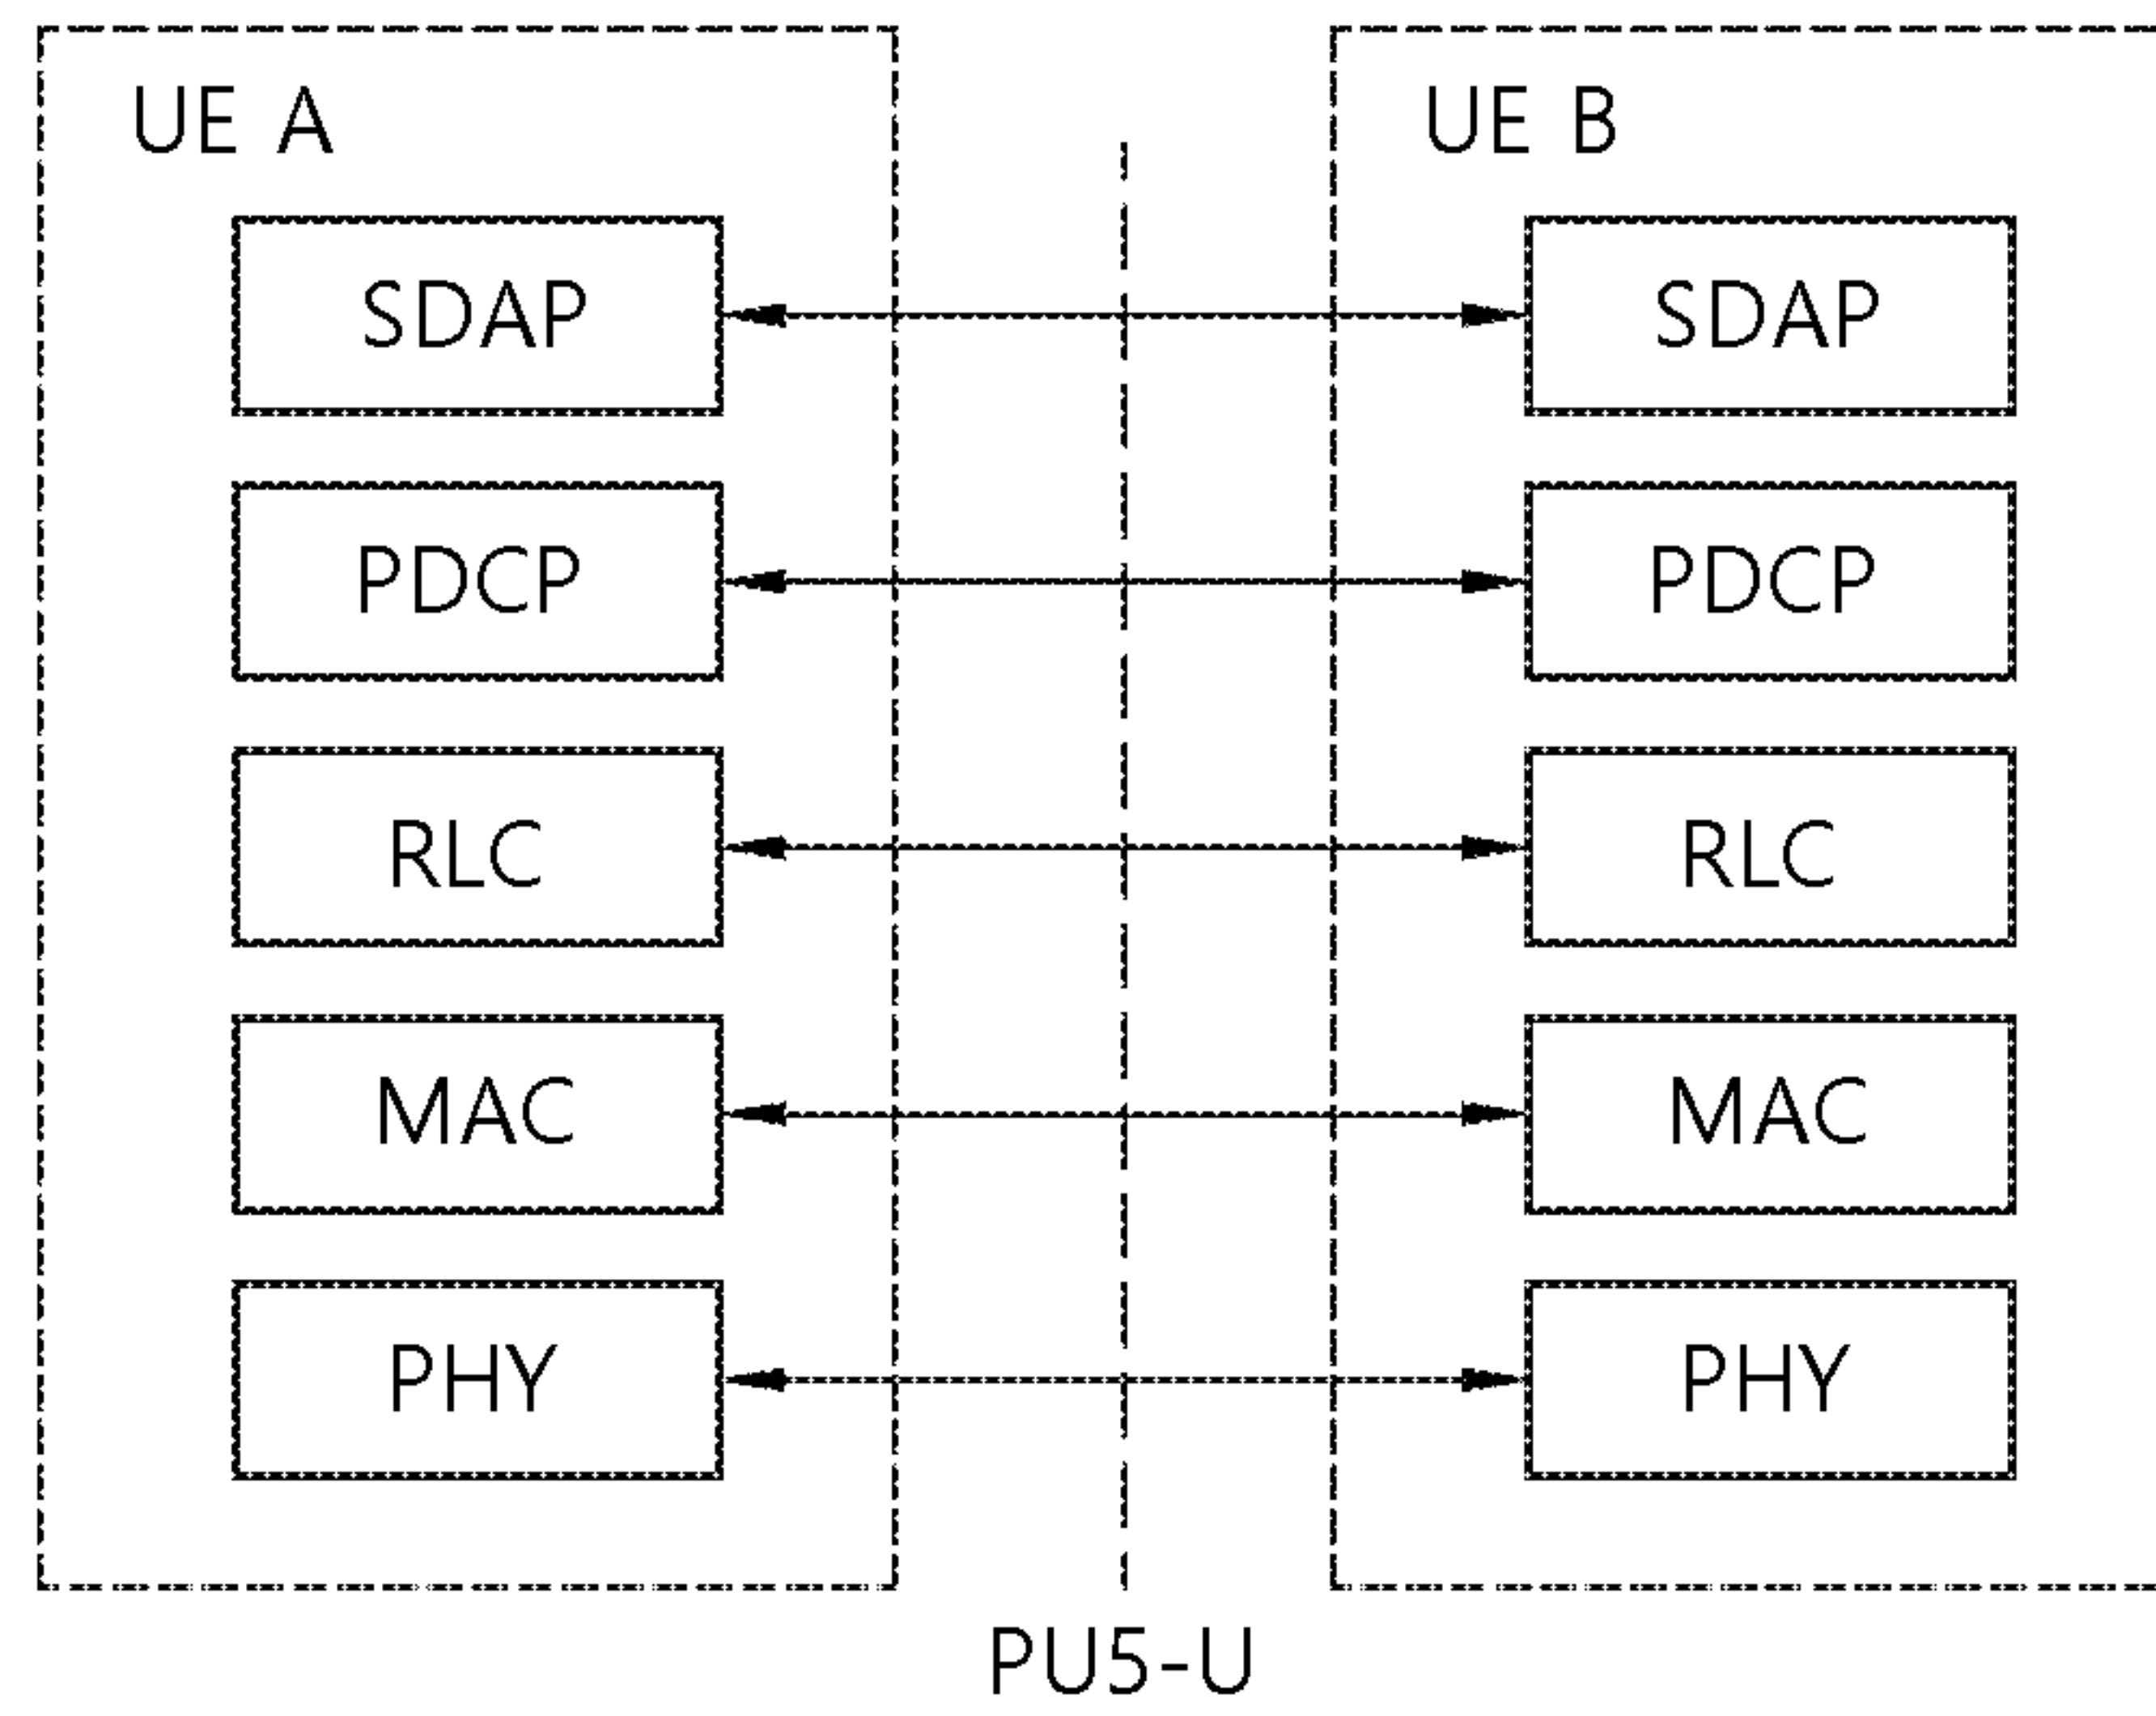 UE A
UE B
SDAP
SDAP
PDCP
PDCP
RLC
RLC
MAC
MAC
PHY
PHY
PU5-U